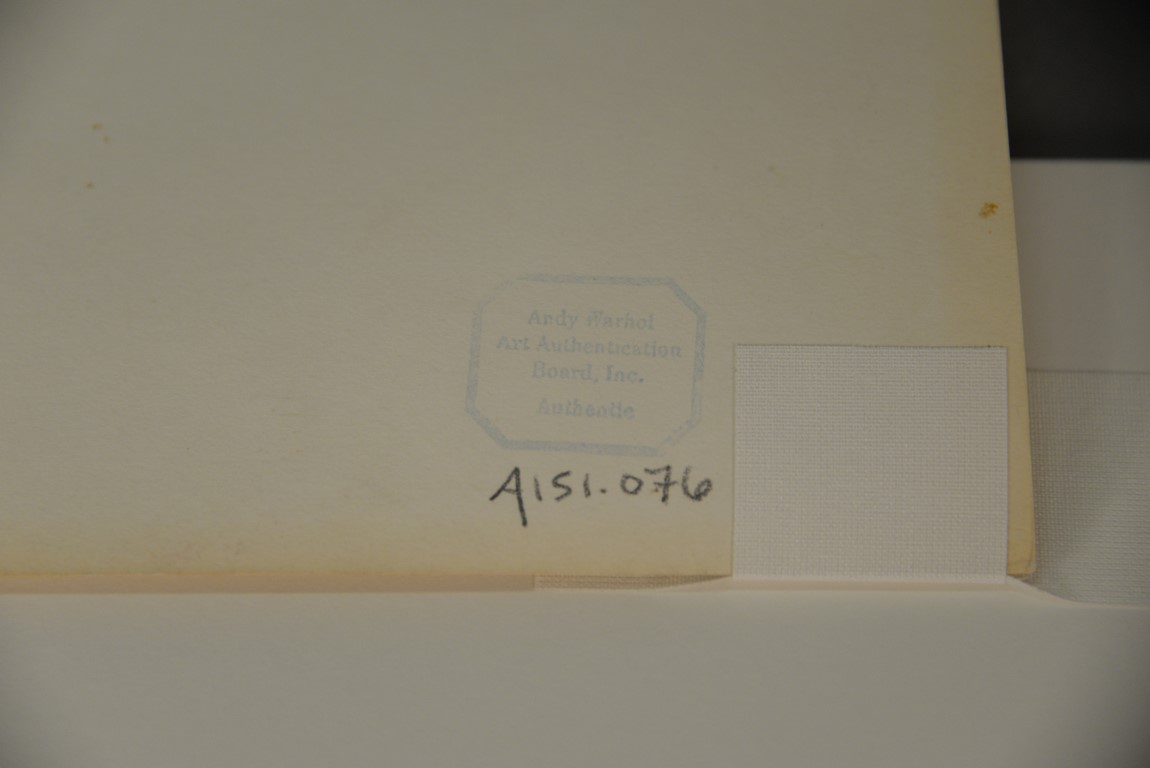 Andy Warhol
Art Authentication
Board, Inc.
Authentic
A151.076